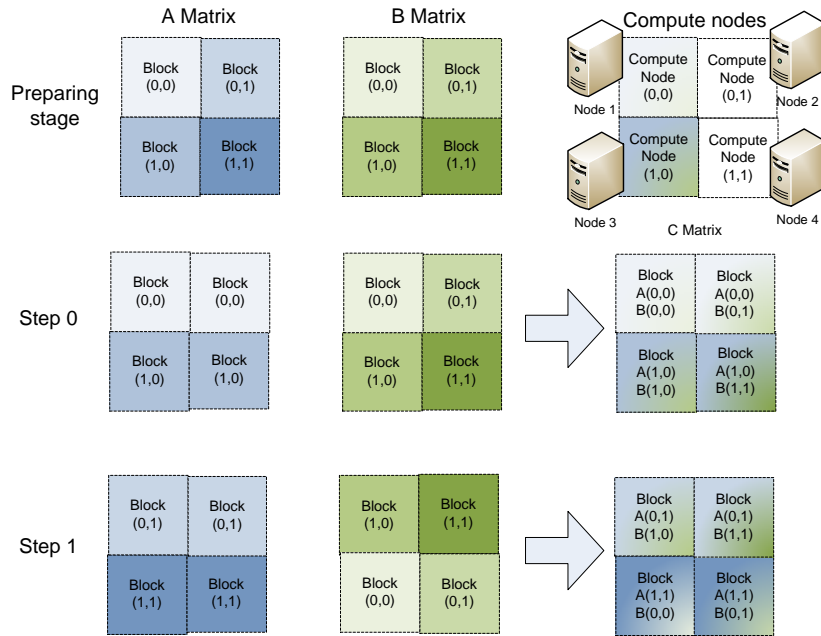 A Matrix
B Matrix
Compute nodes
Preparing
stage
Block
(0,0)
Block
(0,1)
Block
(1,0)
Block
(1,1)
Block
(0,0)
Block
(0,1)
Block
(1,0)
Block
(1,1)
Compute
Node
(0,0)
Compute
Node
(0,1)
Compute
Node
(1,0)
Compute
Node
(1,1)
Node 1
Node 2
Node 3
Node 4
C Matrix
Step 0
Block
(0,0)
Block
(0,0)
Block
(1,0)
Block
(1,0)
Block
(0,0)
Block
(0,1)
Block
(1,0)
Block
(1,1)
Block
A(0,0)
B(0,0)
Block
A(0,0)
B(0,1)
Block
A(1,0)
B(1,0)
Block
A(1,0)
B(1,1)
Step 1
Block
(0,1)
Block
(0,1)
Block
(1,1)
Block
(1,1)
Block
(1,0)
Block
(1,1)
Block
(0,0)
Block
(0,1)
Block
A(0,1)
B(1,0)
Block
A(0,1)
B(1,1)
Block
A(1,1)
B(0,0)
Block
A(1,1)
B(0,1)